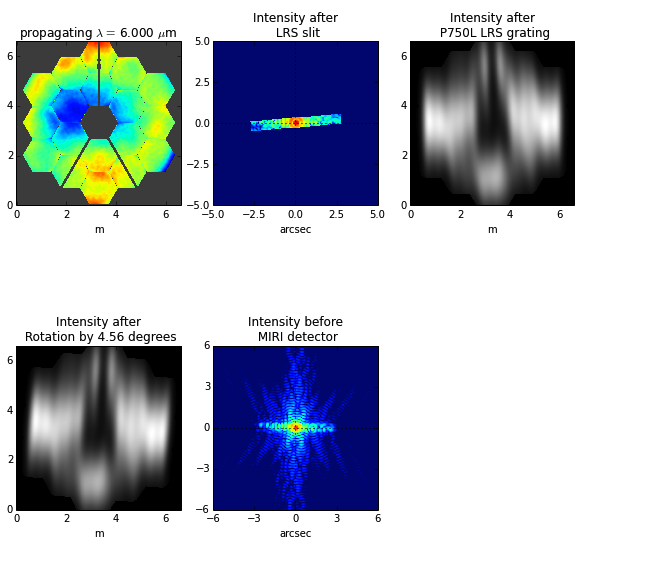 propagating λ = 6.000 μm
6
4
2
0
0 2 4 6
m
Intensity after
LRS slit
5.0
2.5
0.0
−2.5
−5.0
−5.0 −2.5 0.0 2.5 5.0
arcsec
Intensity after
P750L LRS grating
6
4
2
0
0 2 4 6
m
Intensity after
Rotation by 4.56 degrees
6
4
2
0
0 2 4 6
m
Intensity before
MIRI detector
6
3
0
−3
−6
−6 −3 0 3 6
arcsec